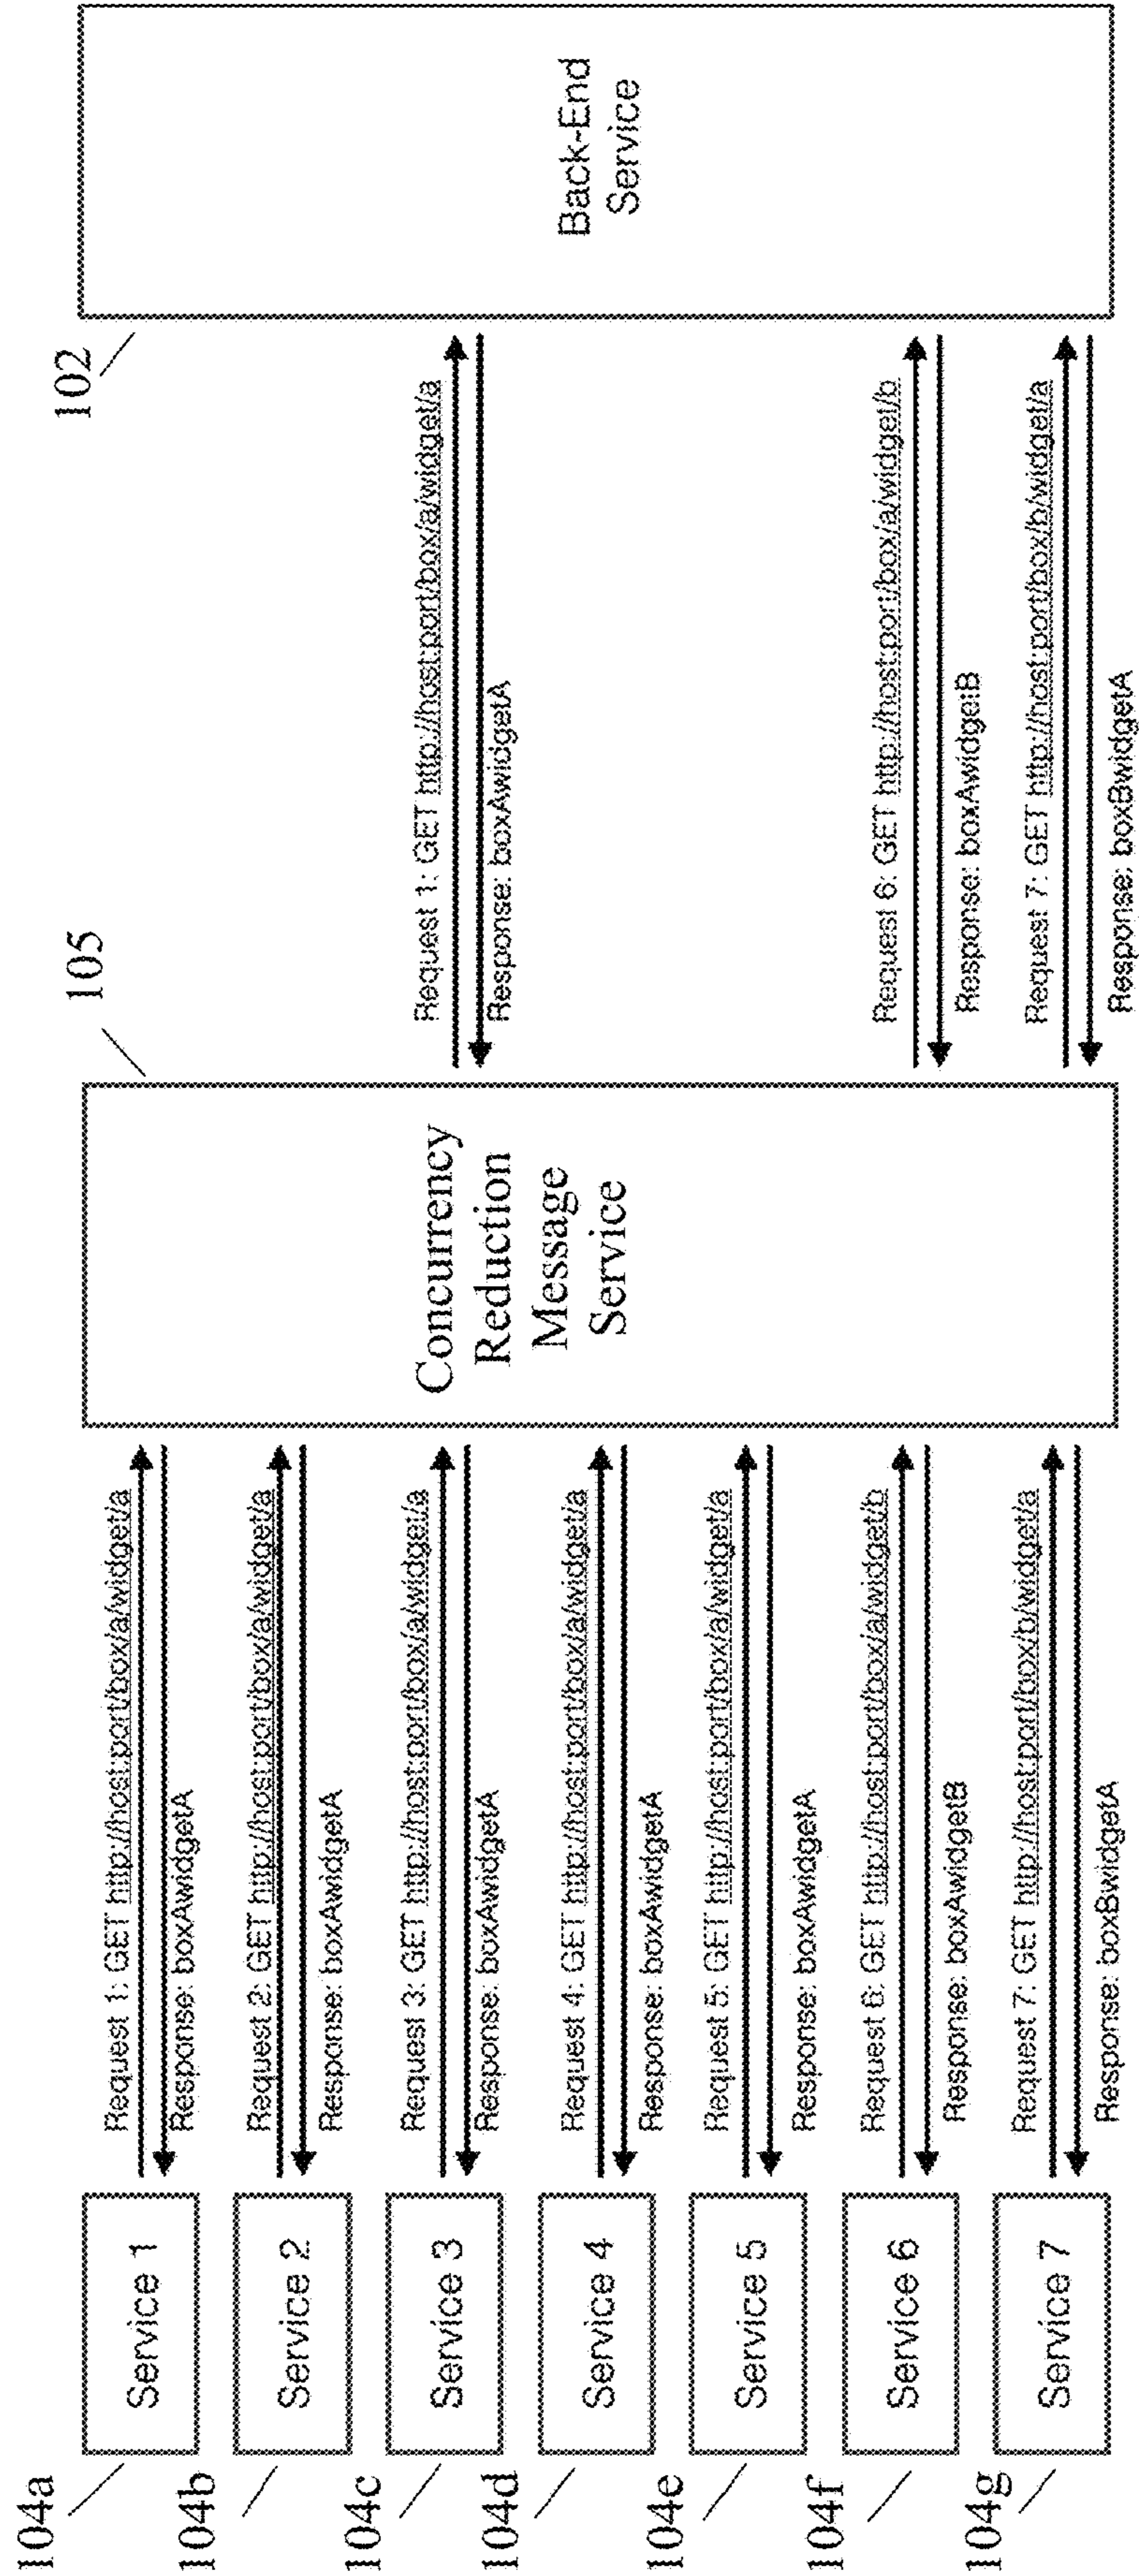 104a
Service 1
Request 1: GET http://host:port/box/a/widget/a
Response: boxAwidgetA
104b
Service 2
Request 2: GET http://host:port/box/a/widget/a
Response: boxAwidgetA
104c
Service 3
Request 3: GET http://host:port/box/a/widget/a
Response: boxAwidgetA
104d
Service 4
Request 4: GET http://host:port/box/a/widget/a
Response: boxAwidgetA
104e
Service 5
Request 5: GET http://host:port/box/a/widget/a
Response: boxAwidgetA
104f
Service 6
Request 6: GET http://host:port/box/a/widget/b
Response: boxAwidgetB
104g
Service 7
Request 7: GET http://host:port/box/b/widget/a
Response: boxBwidgetA
105
Concurrency
Reduction
Message
Service
Request 1: GET http://host:port/box/a/widget/a
Response: boxAwidgetA
Request 6: GET http://host:port/box/a/widget/b
Response: boxAwidgetB
Request 7: GET http://host:port/box/b/widget/a
Response: boxBwidgetA
102
Back-End
Service